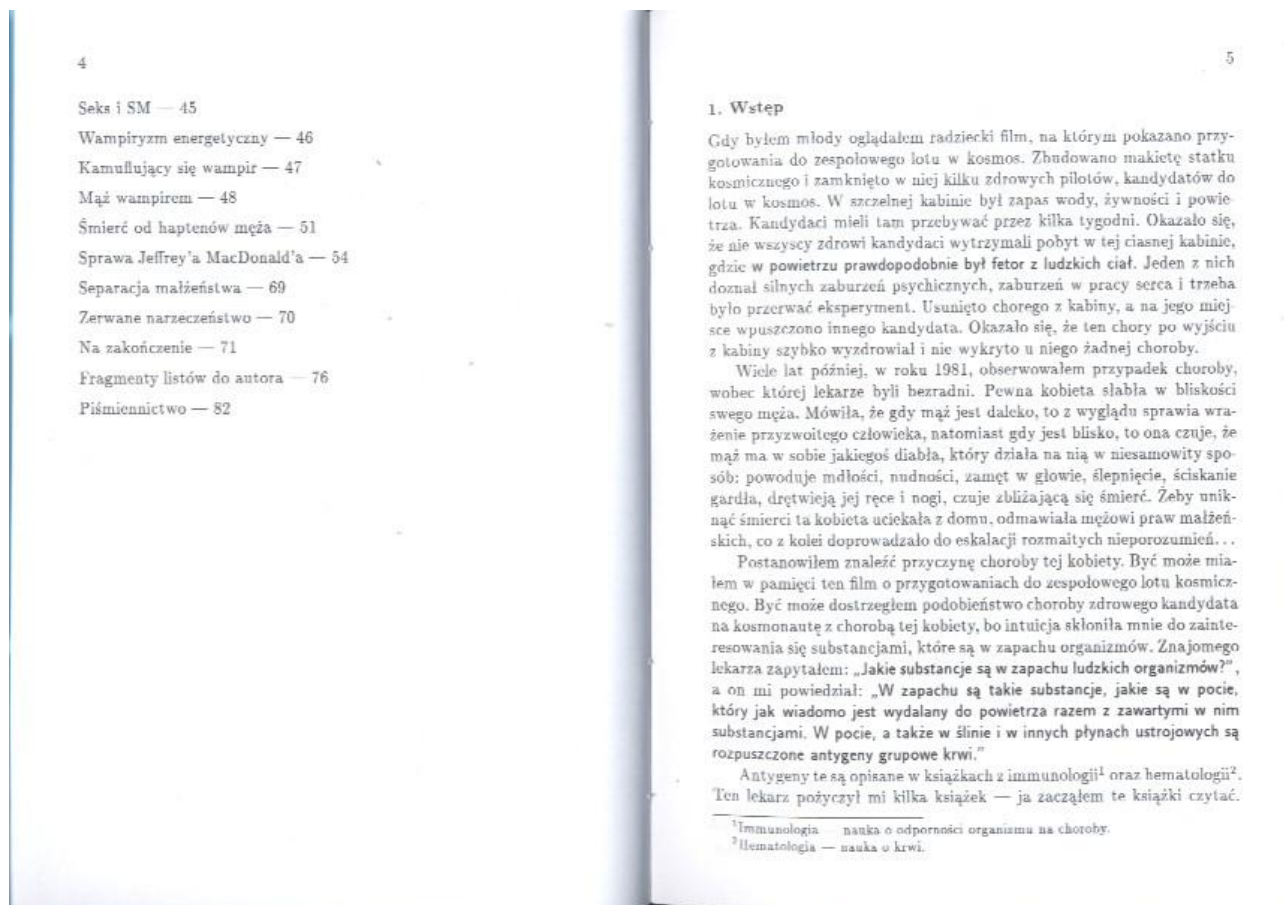 4
Seks i SM — 45
Wampiryzm energetyczny — 46
Kamuflujący się wampir — 47
Mąż wampirem — 48
Śmierć od haptenów męża — 51
Sprawa Jeffrey'a MacDonald'a — 54
Separacja małżeństwa — 69
Zerwane narzeczeństwo — 70
Na zakończenie — 71
Fragmenty listów do autora — 76
Piśmiennictwo — 82
5
1. Wstęp
Gdy byłem młody oglądałem radziecki film, na którym pokazano przy-
gotowania do zespołowego lotu w kosmos. Zbudowano makietę statku
kosmicznego i zamknięto w niej kilku zdrowych pilotów, kandydatów do
lotu w kosmos. W szczelnej kabinie był zapas wody, żywności i powie-
trza. Kandydaci mieli tam przebywać przez kilka tygodni. Okazało się,
że nie wszyscy zdrowi kandydaci wytrzymali pobyt w tej ciasnej kabinie,
gdzie w powietrzu prawdopodobnie był fetor z ludzkich ciał. Jeden z nich
doznał silnych zaburzeń psychicznych, zaburzeń w pracy serca i trzeba
było przerwać eksperyment. Usunięto chorego z kabiny, a na jego miej-
sce wpuszczono innego kandydata. Okazało się, że ten chory po wyjściu
z kabiny szybko wyzdrowiał i nie wykryto u niego żadnej choroby.
Wiele lat później, w roku 1981, obserwowałem przypadek choroby,
wobec której lekarze byli bezradni. Pewna kobieta słabła w bliskości
swego męża. Mówiła, że gdy mąż jest daleko, to z wyglądu sprawia wra-
żenie przyzwoitego człowieka, natomiast gdy jest blisko, to ona czuje, że
mąż ma w sobie jakiegoś diabła, który działa na nią w niesamowity spo-
sób: powoduje mdłości, nudności, zamęt w głowie, ślepnięcie, ściskanie
gardła, drętwieją jej ręce i nogi, czuje zbliżającą się śmierć. Żeby unik-
nąć śmierci ta kobieta uciekała z domu, odmawiała mężowi praw małżeń-
skich, co z kolei doprowadzało do eskalacji rozmaitych nieporozumień...
Postanowiłem znaleźć przyczynę choroby tej kobiety. Być może mia-
łem w pamięci ten film o przygotowaniach do zespołowego lotu kosmicz-
nego. Być może dostrzegłem podobieństwo choroby zdrowego kandydata
na kosmonautę z chorobą tej kobiety, bo intuicja skłoniła mnie do zainte-
resowania się substancjami, które są w zapachu organizmów. Znajomego
lekarza zapytałem: „Jakie substancje są w zapachu ludzkich organizmów?",
a on mi powiedział: „W zapachu są takie substancje, jakie są w pocie,
który jak wiadomo jest wydalany do powietrza razem z zawartymi w nim
substancjami. W pocie, a także w ślinie i w innych płynach ustrojowych są
rozpuszczone antygeny grupowe krwi."
Antygeny te są opisane w książkach z immunologii¹ oraz hematologii².
Ten lekarz pożyczył mi kilka książek — ja zacząłem te książki czytać.
¹Immunologia — nauka o odporności organizmu na choroby.
²Hematologia — nauka o krwi.